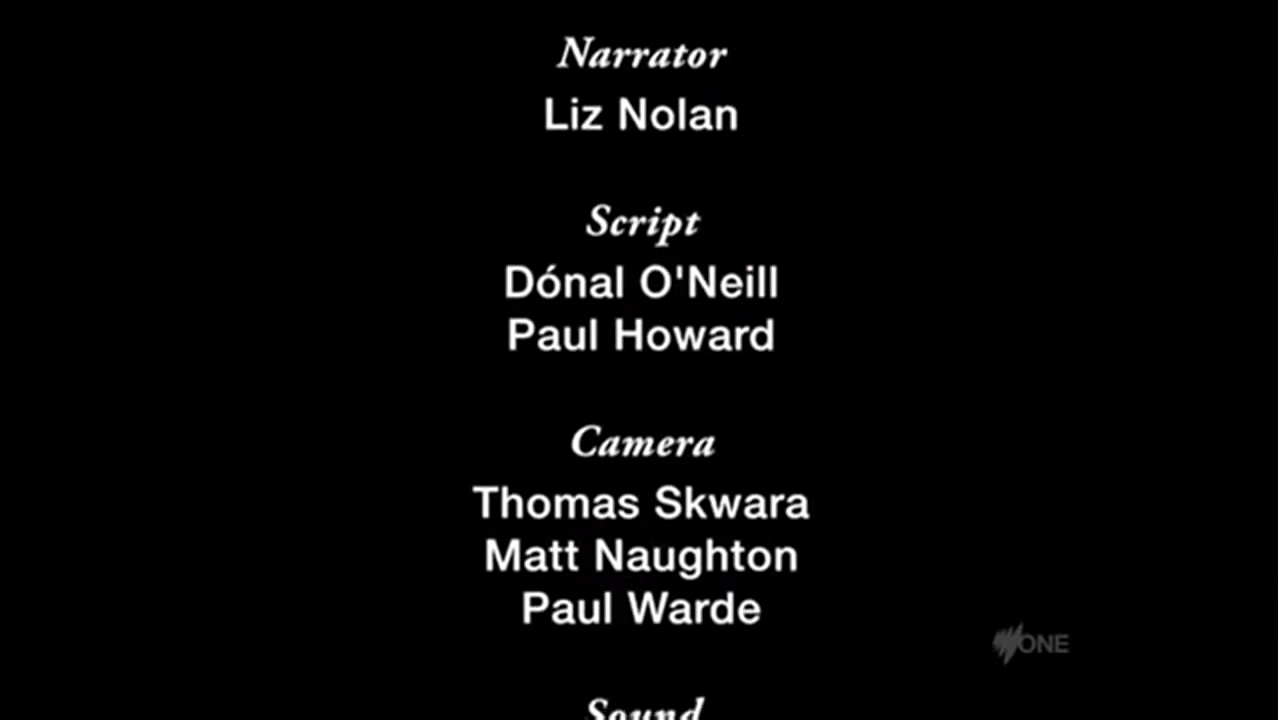 Narrator
Liz Nolan
Script
Dónal O'Neill
Paul Howard
Camera
Thomas Skwara
Matt Naughton
Paul Warde
ONE
Sound